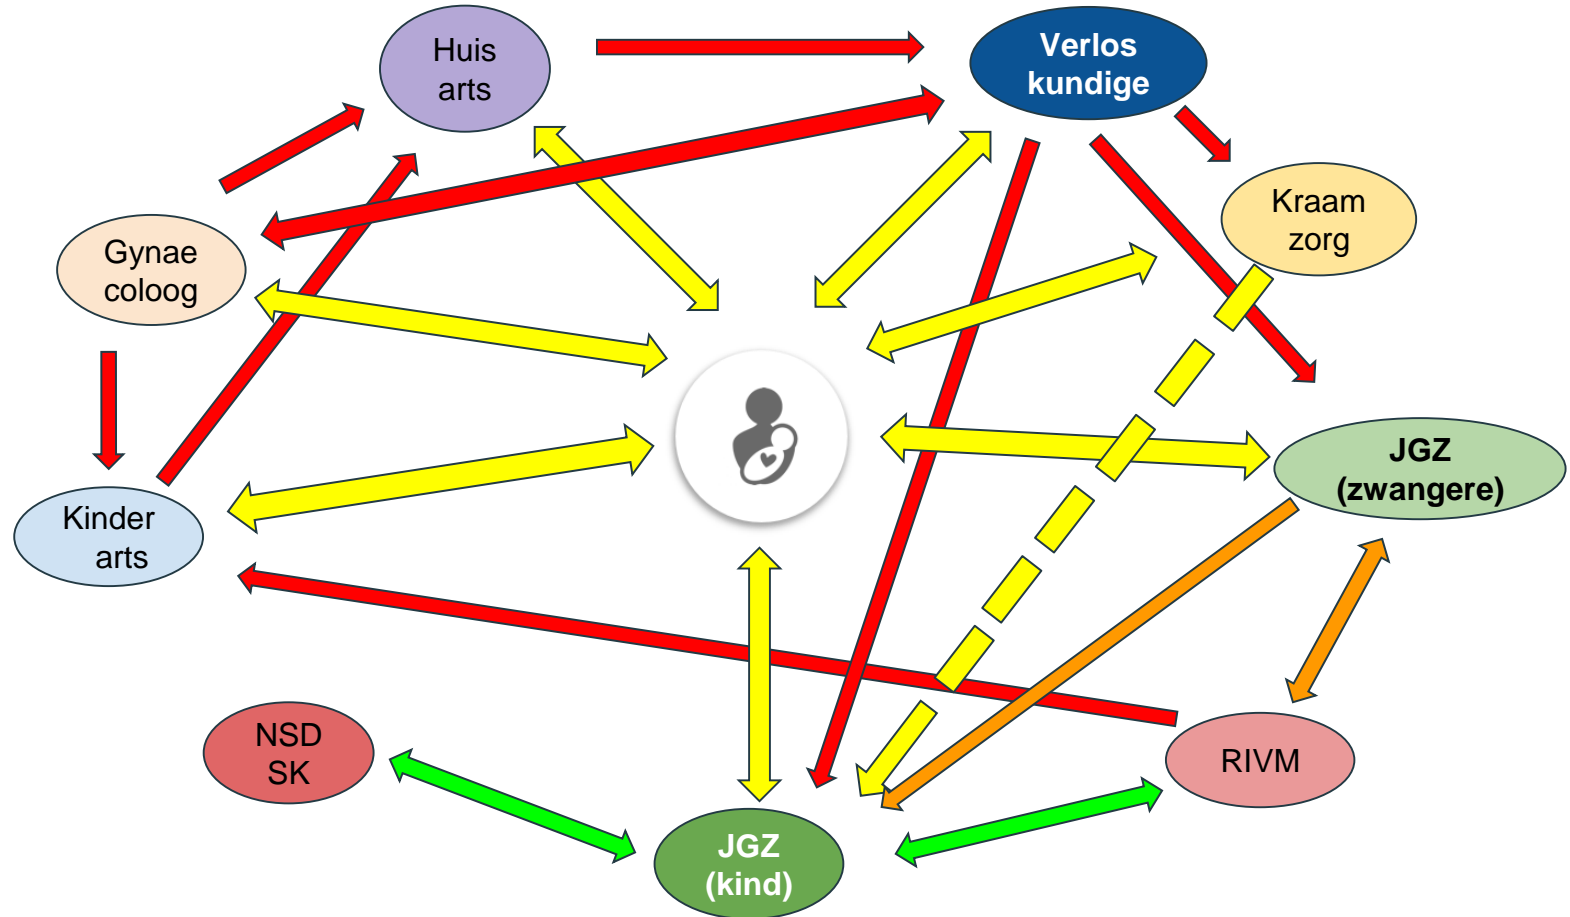 Huis
arts
Verlos
kundige
Kraam
zorg
Gynae
coloog
JGZ
(zwangere)
Kinder
arts
NSD
SK
RIVM
JGZ
(kind)